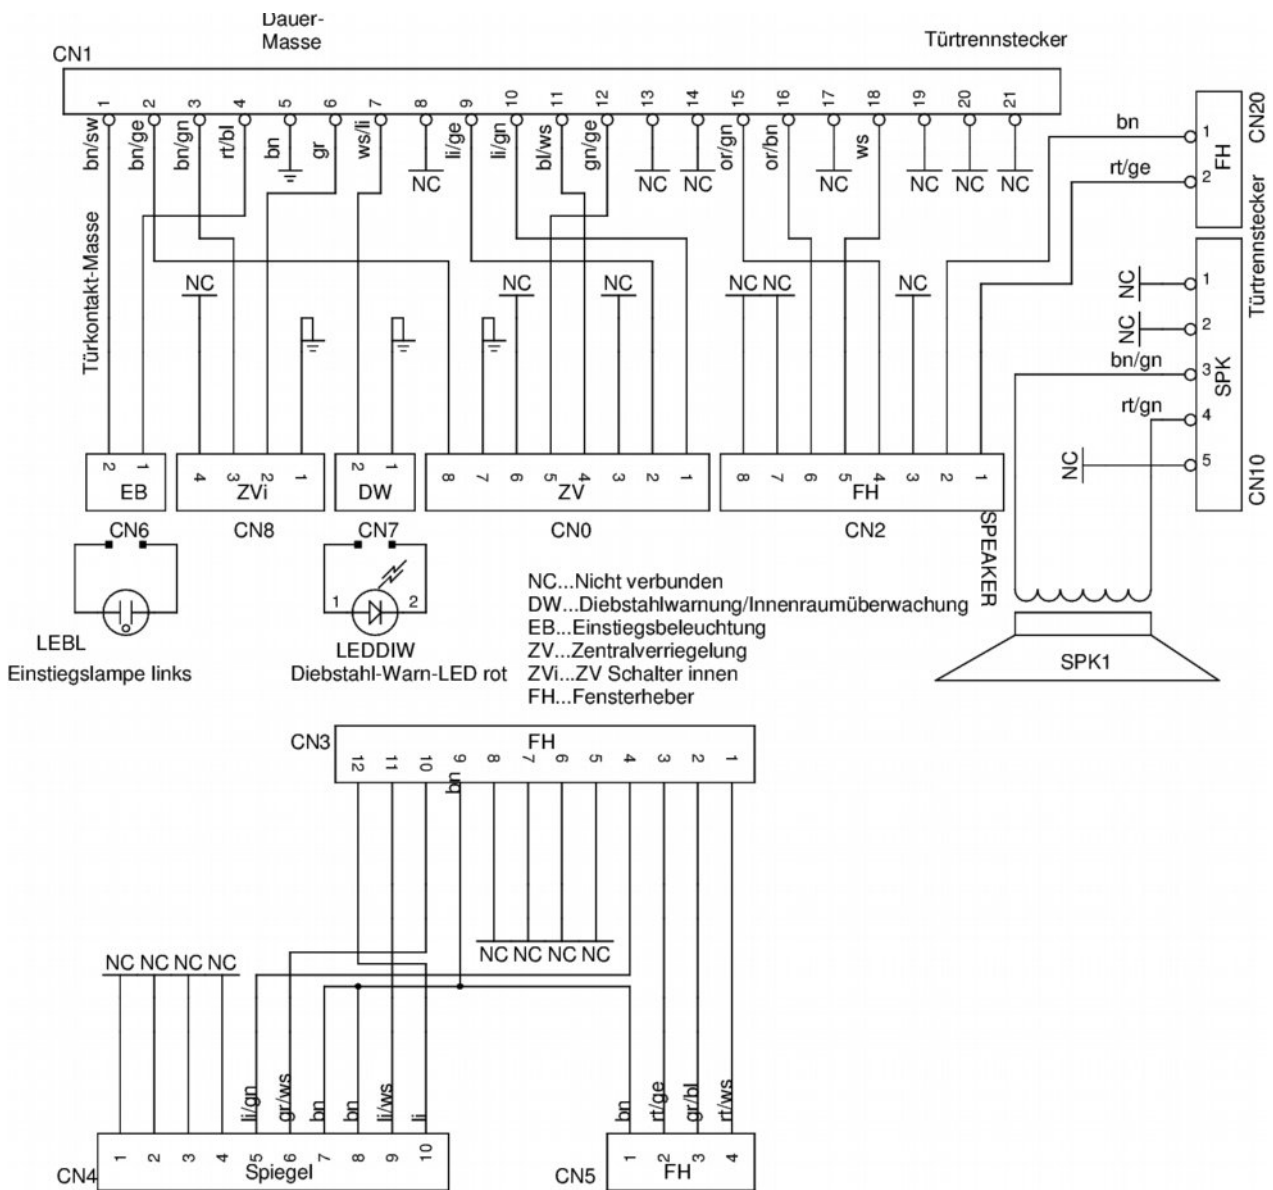 Dauer-
Masse
Türtrennstecker
CN1
1 2 3 4 5 6 7 8 9 10 11 12 13 14 15 16 17 18 19 20 21
bn/sw bn/ge bn/gn rt/bl bn gr ws/li NC li/ge li/gn bl/ws gn/ge NC NC or/gn or/bn NC ws NC NC NC
Türkontakt-Masse
CN20
bn 1
rt/ge 2
FH
Türtrennstecker
NC 1
NC 2
bn/gn 3
rt/gn 4
NC 5
SPK
CN10
NC NC NC NC NC NC
2 1
EB
CN6
4 3 2 1
ZVi
CN8
2 1
DW
CN7
8 7 6 5 4 3 2 1
ZV
CN0
8 7 6 5 4 3 2 1
FH
CN2
SPEAKER
SPK1
LEBL
Einstiegslampe links
1 2
LEDDIW
Diebstahl-Warn-LED rot
NC...Nicht verbunden
DW...Diebstahlwarnung/Innenraumüberwachung
EB...Einstiegsbeleuchtung
ZV...Zentralverriegelung
ZVi...ZV Schalter innen
FH...Fensterheber
CN3
FH
12 11 10 9 8 7 6 5 4 3 2 1
bn
NC NC NC NC
NC NC NC NC
li/gn gr/ws bn bn li/ws li
bn rt/ge gr/bl rt/ws
CN4
1 2 3 4 5 6 7 8 9 10
Spiegel
CN5
1 2 3 4
FH